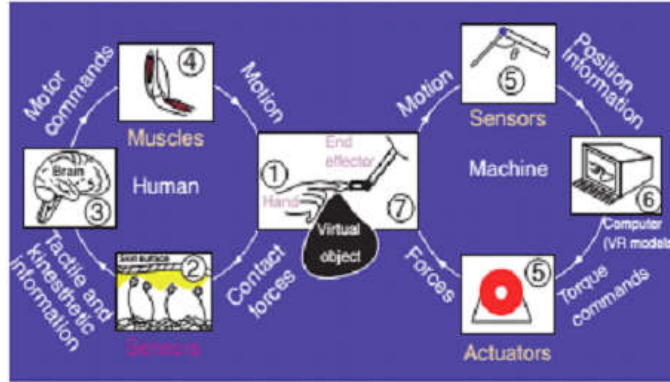 Motor
commands
④
Muscles
Motion
Brain
③
Human
Tactile and
kinesthetic
information
Skin surface
②
Sensors
Contact
forces
①
Hand
End
effector
⑦
Virtual
object
Motion
θ
⑤
Sensors
Position
Information
Machine
⑥
Computer
(VR models)
Forces
⑤
Actuators
Torque
commands